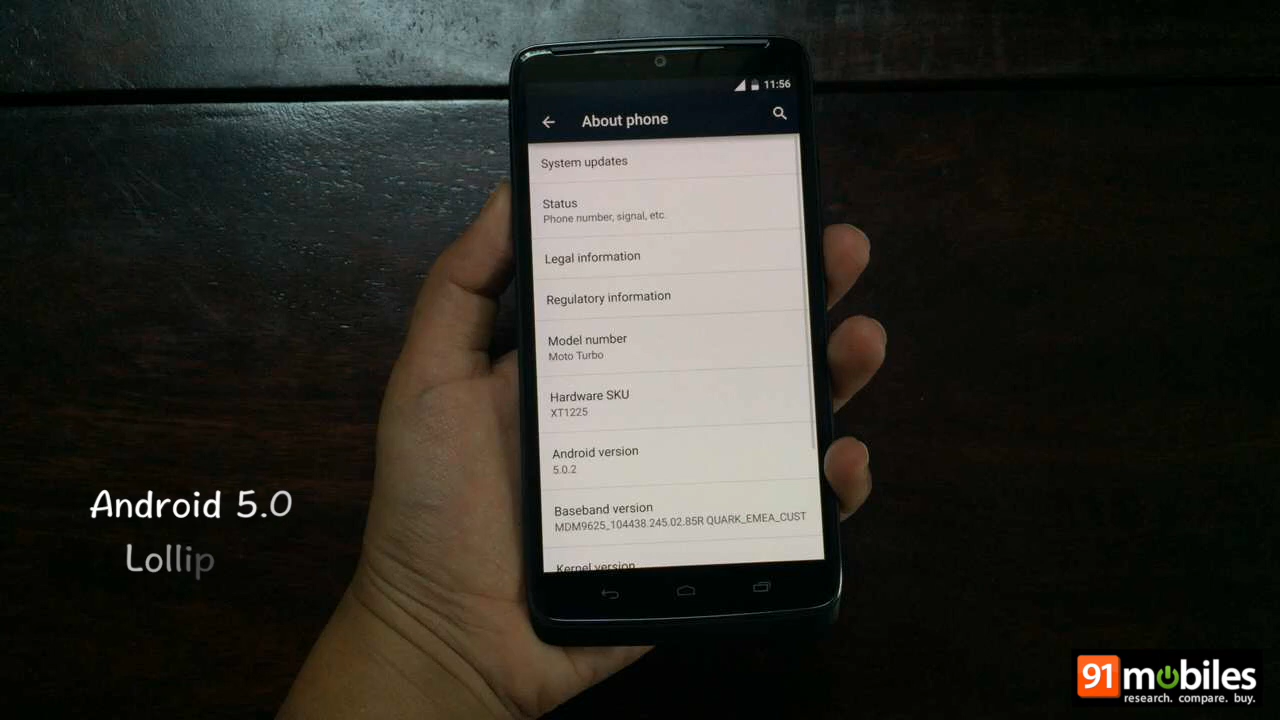 11:56
About phone
System updates
Status
Phone number, signal, etc.
Legal information
Regulatory information
Model number
Moto Turbo
Hardware SKU
XT1225
Android version
5.0.2
Baseband version
MDM9625_104438.245.02.85R QUARK_EMEA_CUST
Kernel version
Android 5.0
Lollip
91mobiles
research. compare. buy.